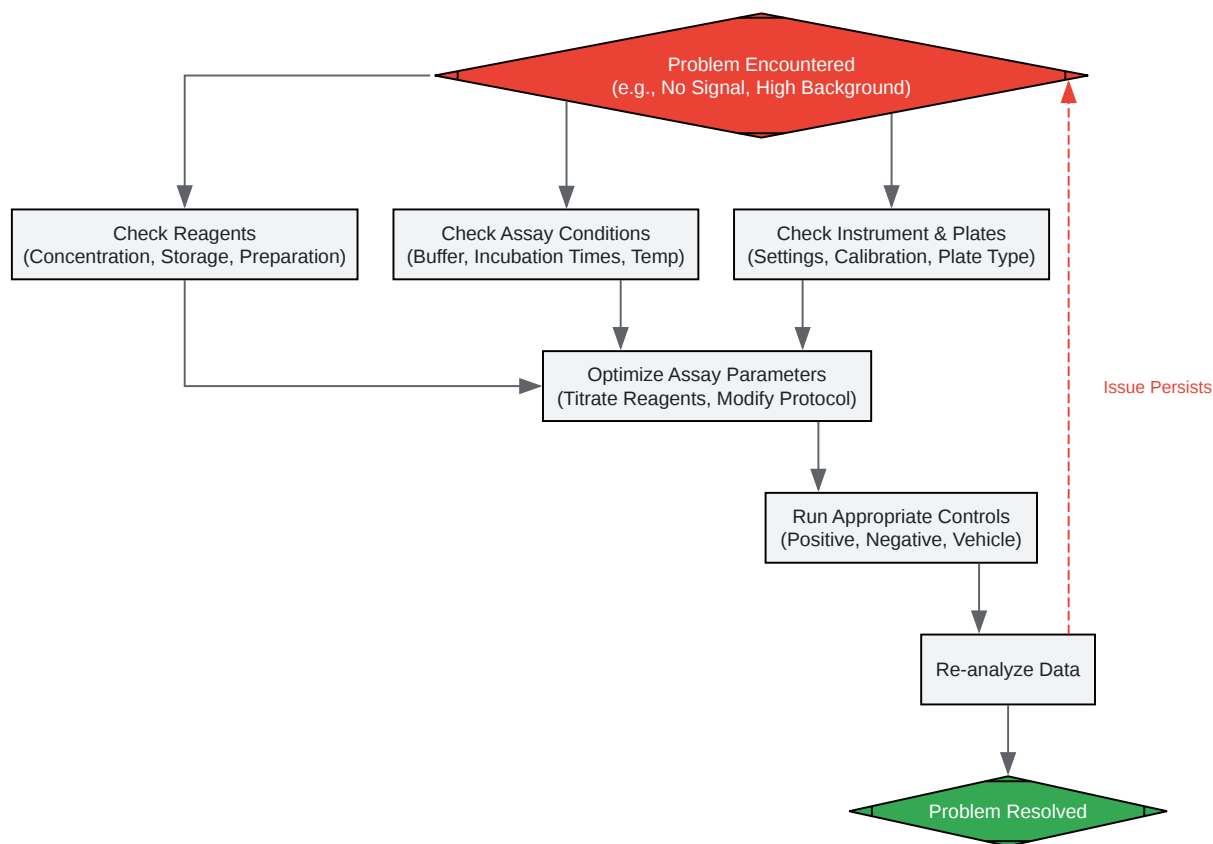 Problem Encountered
(e.g., No Signal, High Background)
Check Reagents
(Concentration, Storage, Preparation)
Check Assay Conditions
(Buffer, Incubation Times, Temp)
Check Instrument & Plates
(Settings, Calibration, Plate Type)
Optimize Assay Parameters
(Titrate Reagents, Modify Protocol)
Issue Persists
Run Appropriate Controls
(Positive, Negative, Vehicle)
Re-analyze Data
Problem Resolved